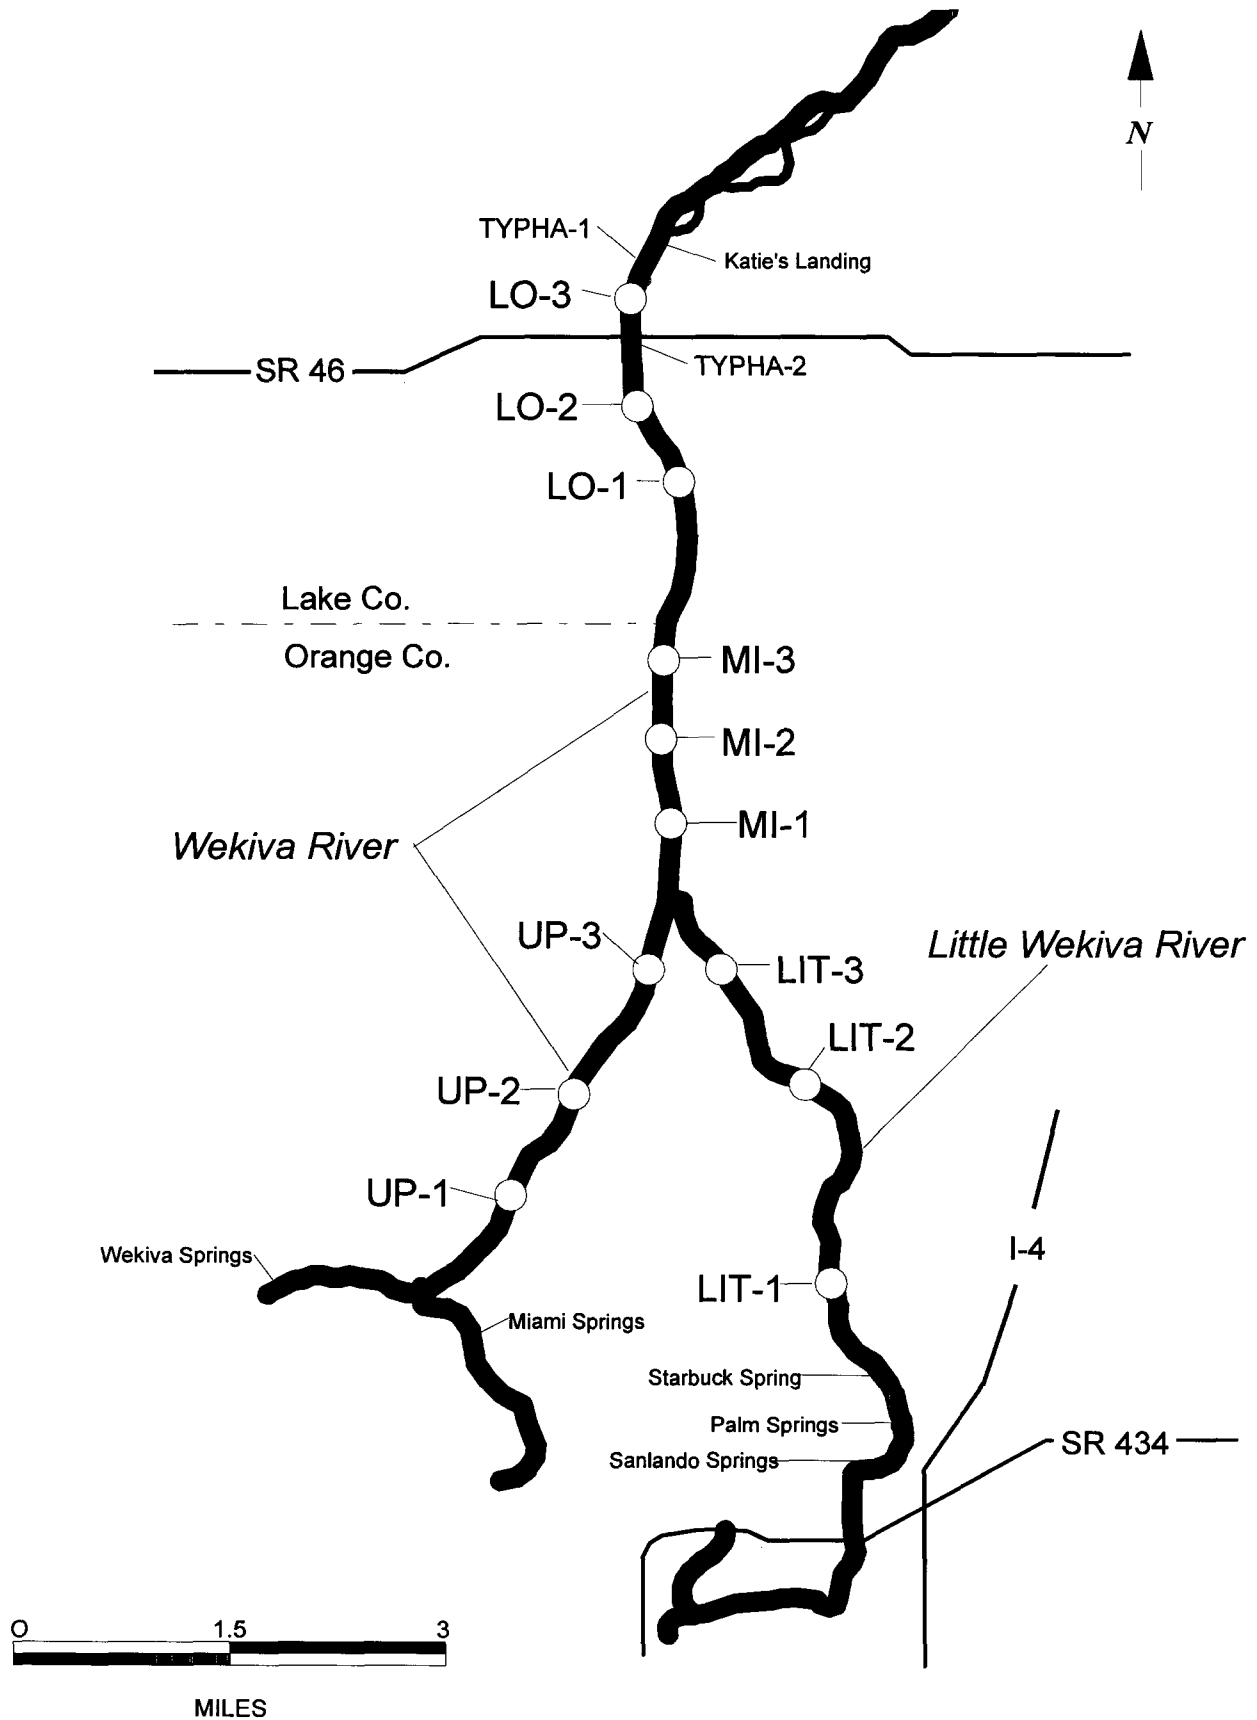 N
TYPHA-1
Katie's Landing
LO-3
SR 46
TYPHA-2
LO-2
LO-1
Lake Co.
Orange Co.
MI-3
MI-2
MI-1
Wekiva River
UP-3
Little Wekiva River
LIT-3
LIT-2
UP-2
UP-1
Wekiva Springs
I-4
LIT-1
Miami Springs
Starbuck Spring
Palm Springs
SR 434
Sanlando Springs
O 1.5 3
MILES